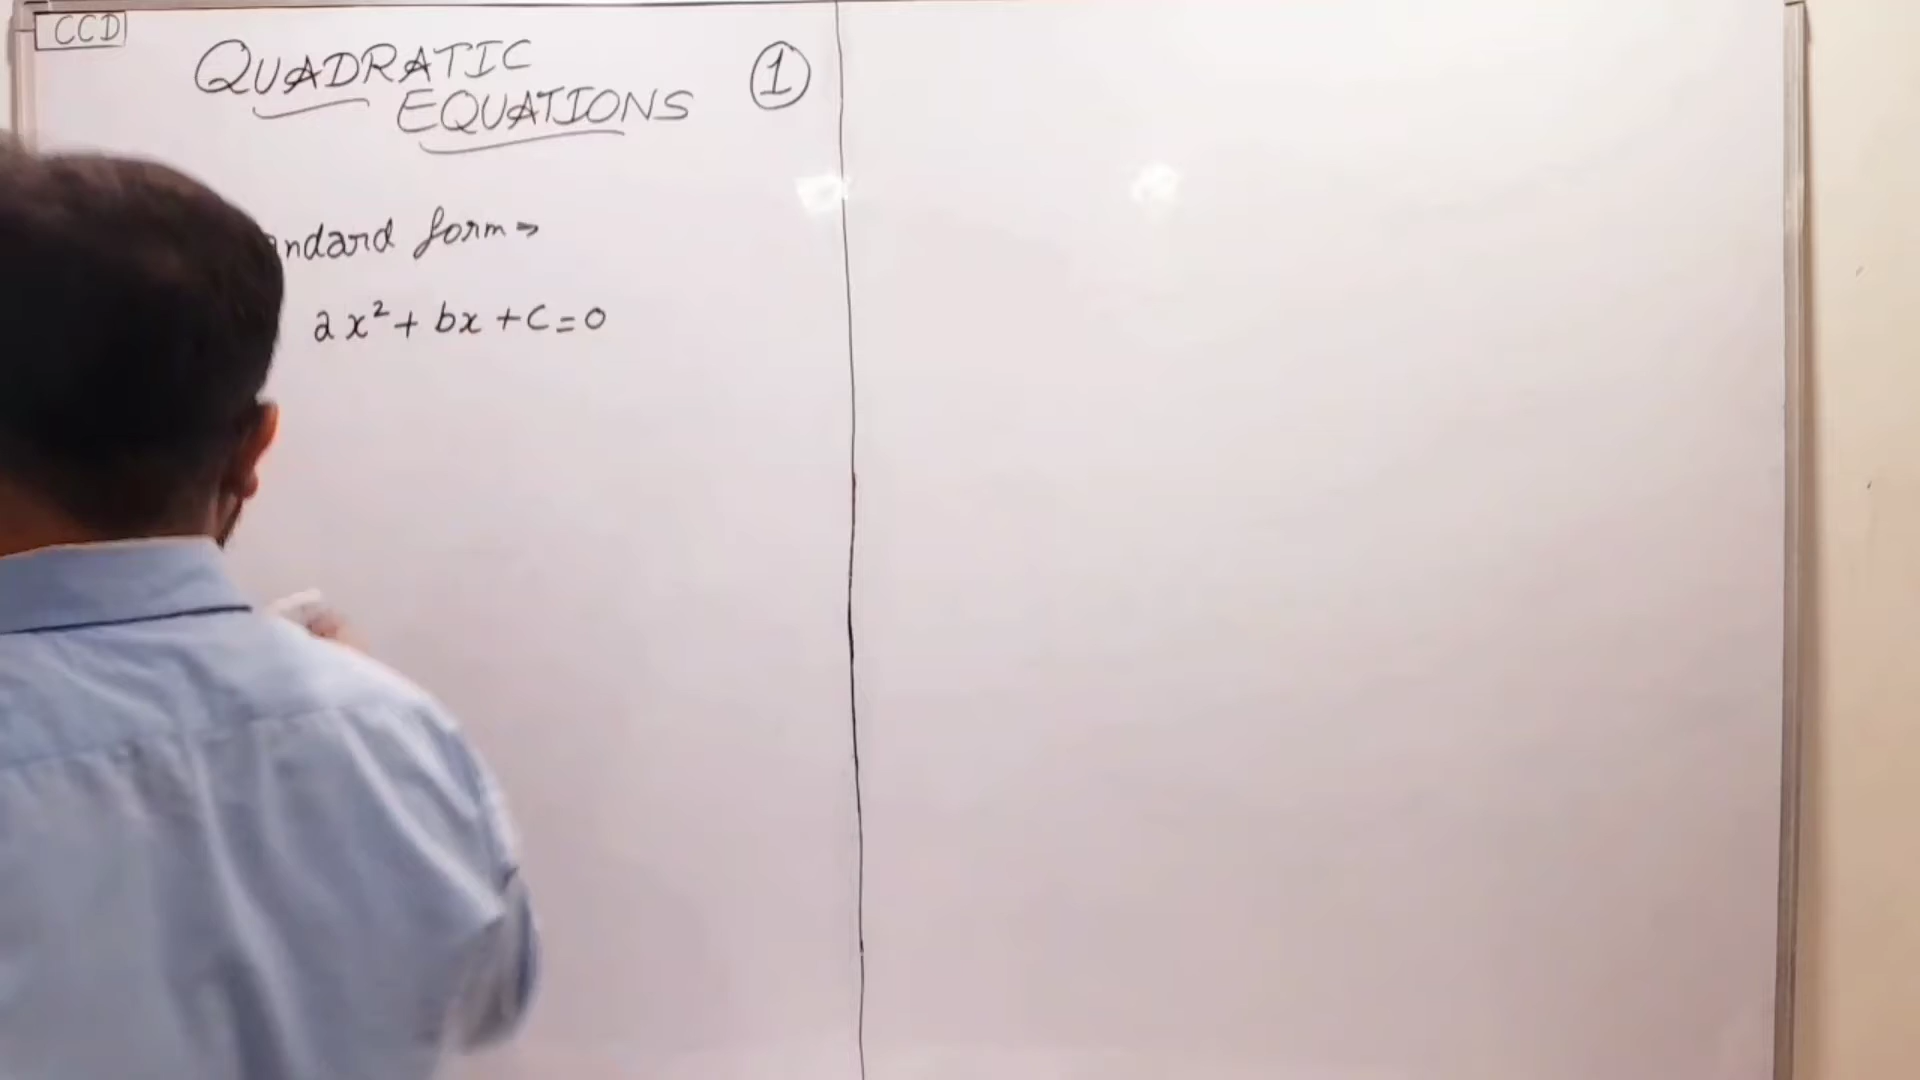 CCD
QUADRATIC
EQUATIONS
1
ndard form ⇒
ax²+ bx +c=0